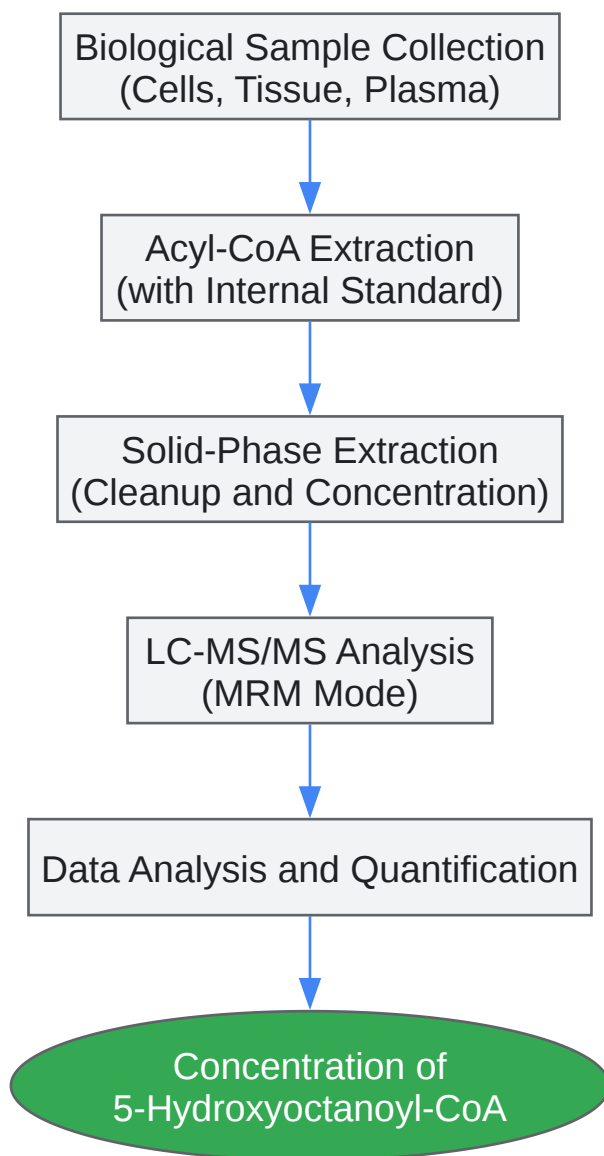 Biological Sample Collection
(Cells, Tissue, Plasma)
Acyl-CoA Extraction
(with Internal Standard)
Solid-Phase Extraction
(Cleanup and Concentration)
LC-MS/MS Analysis
(MRM Mode)
Data Analysis and Quantification
Concentration of
5-Hydroxyoctanoyl-CoA